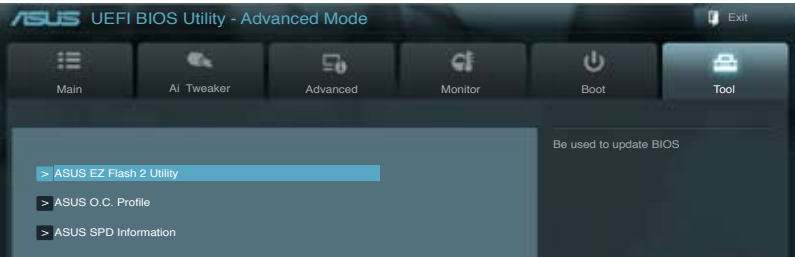 ASUS UEFI BIOS Utility - Advanced Mode Exit
Main Ai Tweaker Advanced Monitor Boot Tool
Be used to update BIOS
> ASUS EZ Flash 2 Utility
> ASUS O.C. Profile
> ASUS SPD Information